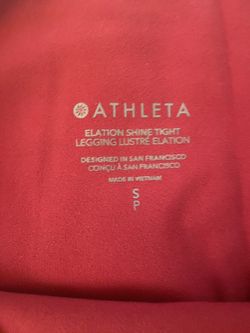 ATHLETA
ELATION SHINE TIGHT
LEGGING LUSTRÉ ELATION
DESIGNED IN SAN FRANCISCO
CONÇU À SAN FRANCISCO
MADE IN VIETNAM
S
P